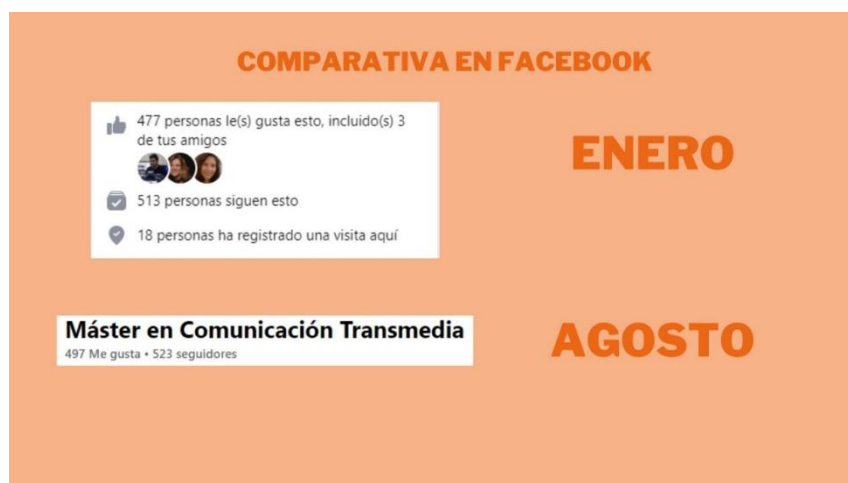 COMPARATIVA EN FACEBOOK
477 personas le(s) gusta esto, incluido(s) 3
de tus amigos
513 personas siguen esto
18 personas ha registrado una visita aquí
ENERO
Máster en Comunicación Transmedia
497 Me gusta • 523 seguidores
AGOSTO